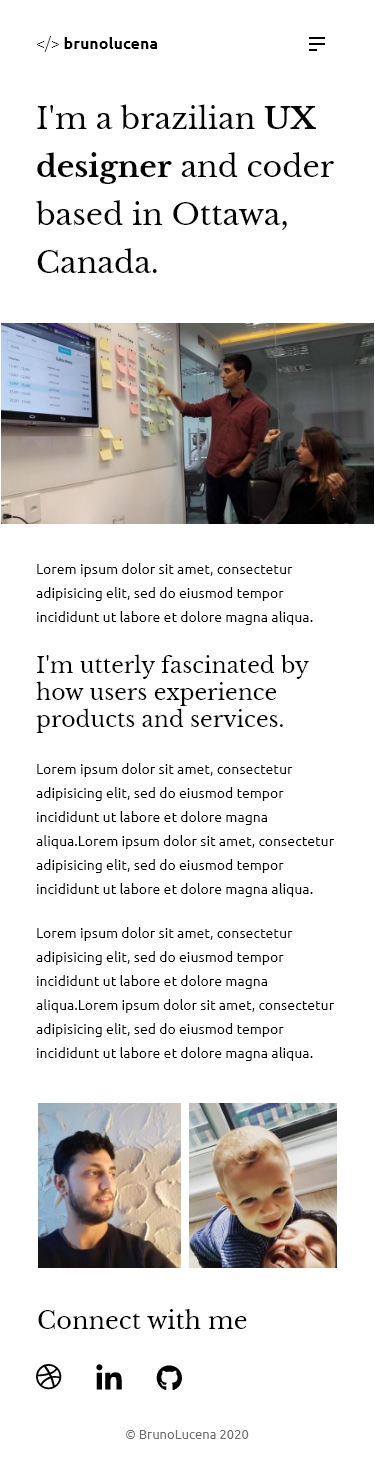 </> brunolucena
I'm a brazilian UX
designer and coder
based in Ottawa,
Canada.
Lorem ipsum dolor sit amet, consectetur
adipisicing elit, sed do eiusmod tempor
incididunt ut labore et dolore magna aliqua.
I'm utterly fascinated by
how users experience
products and services.
Lorem ipsum dolor sit amet, consectetur
adipisicing elit, sed do eiusmod tempor
incididunt ut labore et dolore magna
aliqua.Lorem ipsum dolor sit amet, consectetur
adipisicing elit, sed do eiusmod tempor
incididunt ut labore et dolore magna aliqua.
Lorem ipsum dolor sit amet, consectetur
adipisicing elit, sed do eiusmod tempor
incididunt ut labore et dolore magna
aliqua.Lorem ipsum dolor sit amet, consectetur
adipisicing elit, sed do eiusmod tempor
incididunt ut labore et dolore magna aliqua.
Connect with me
in
© BrunoLucena 2020